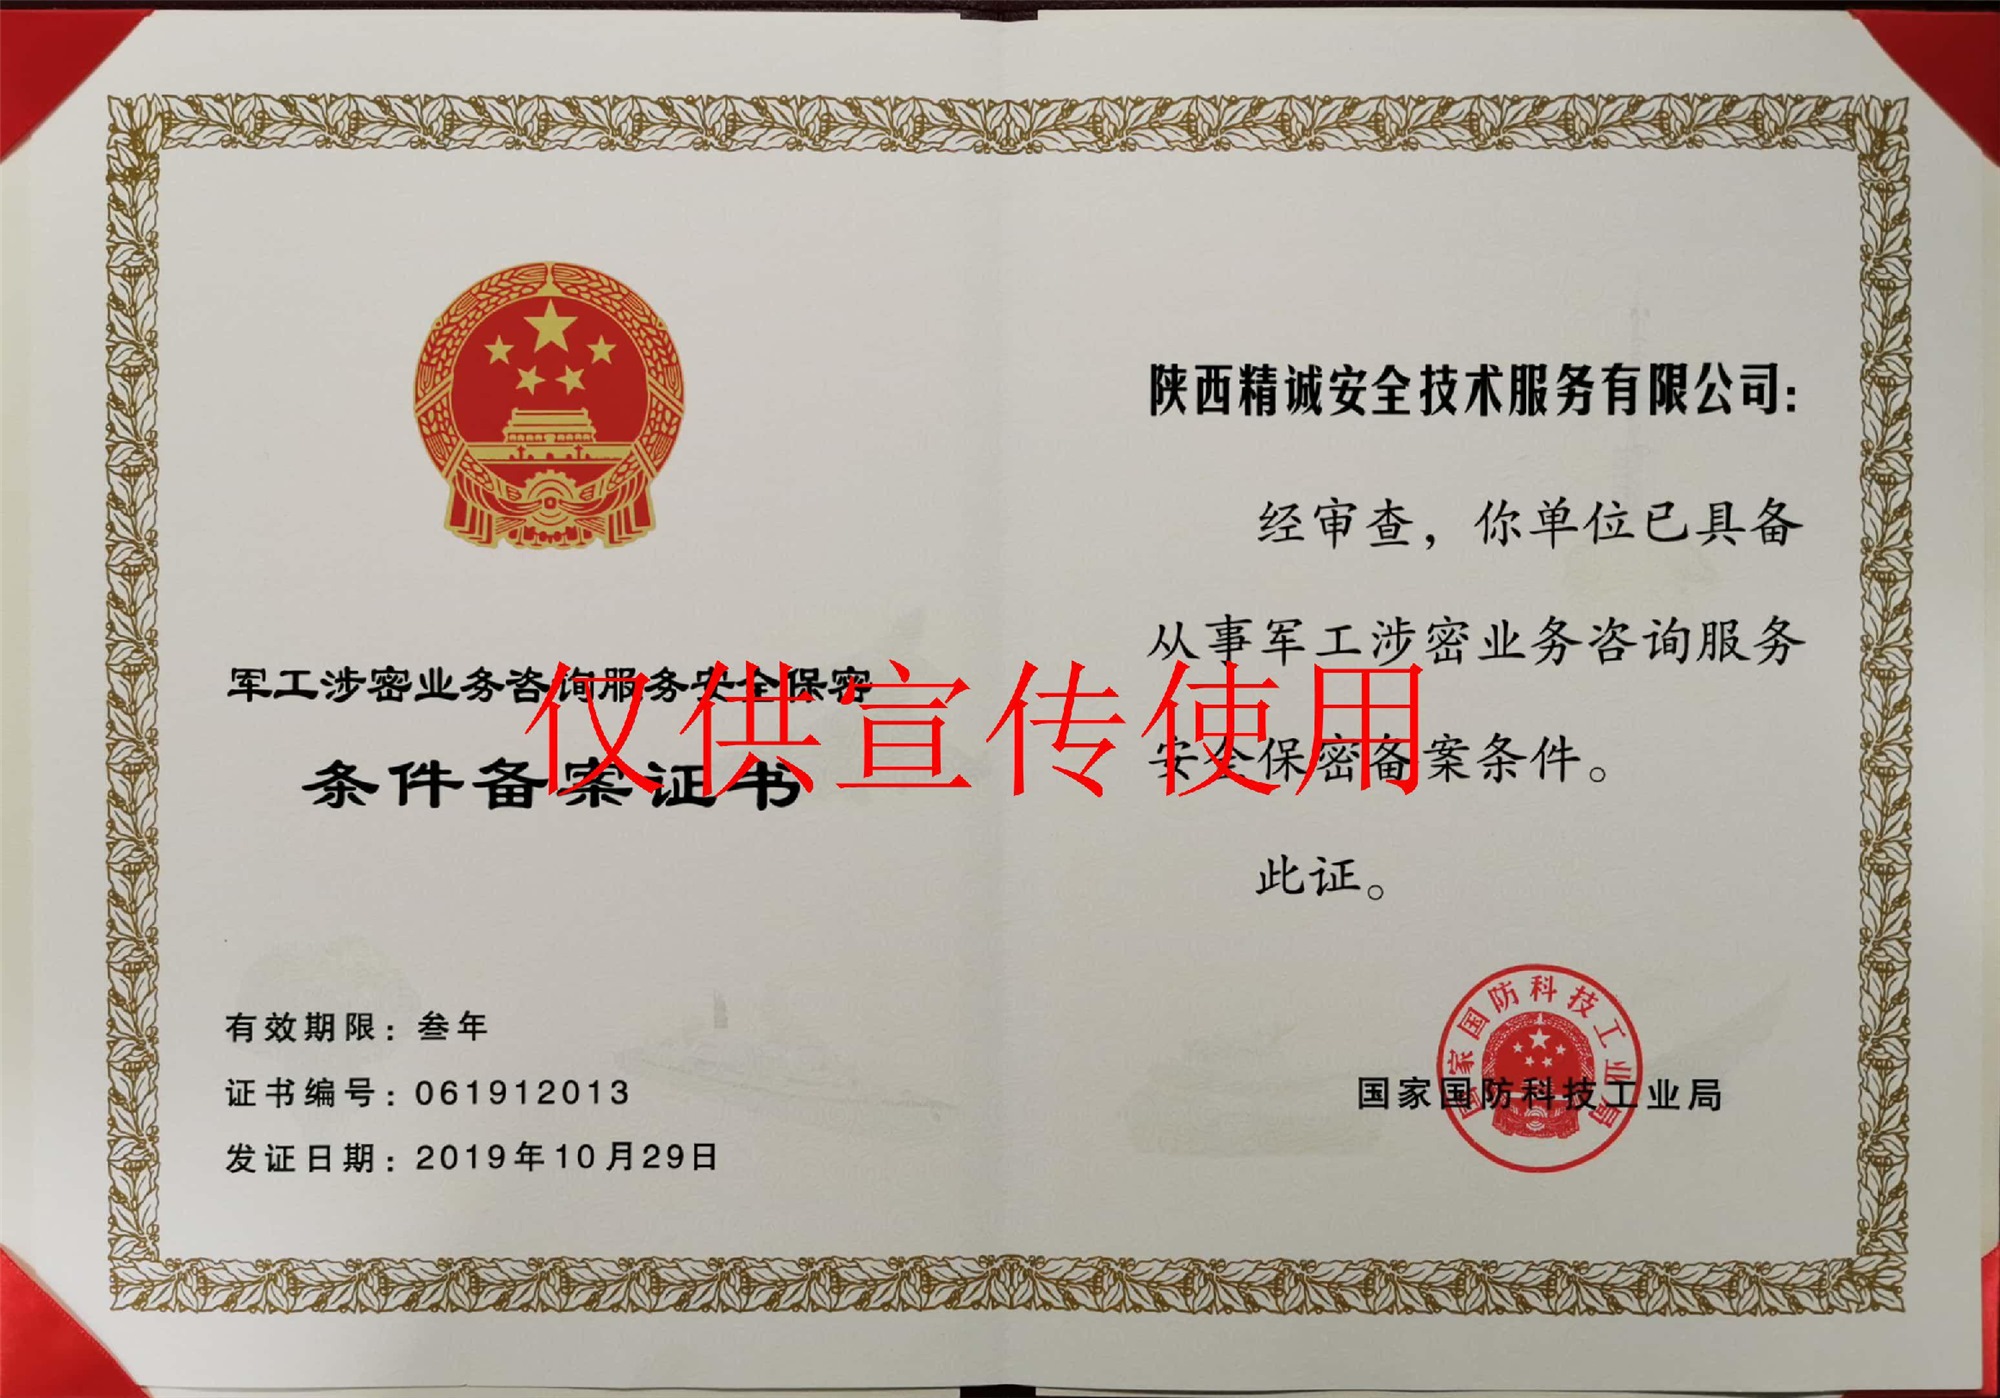 军工涉密业务咨询服务安全保密
条件备案证书
有效期限：叁年
证书编号：061912013
发证日期：2019年10月29日
陕西精诚安全技术服务有限公司：
经审查，你单位已具备
从事军工涉密业务咨询服务
安全保密备案条件。
此证。
国家国防科技工业局
国家国防科技工业局
仅供宣传使用